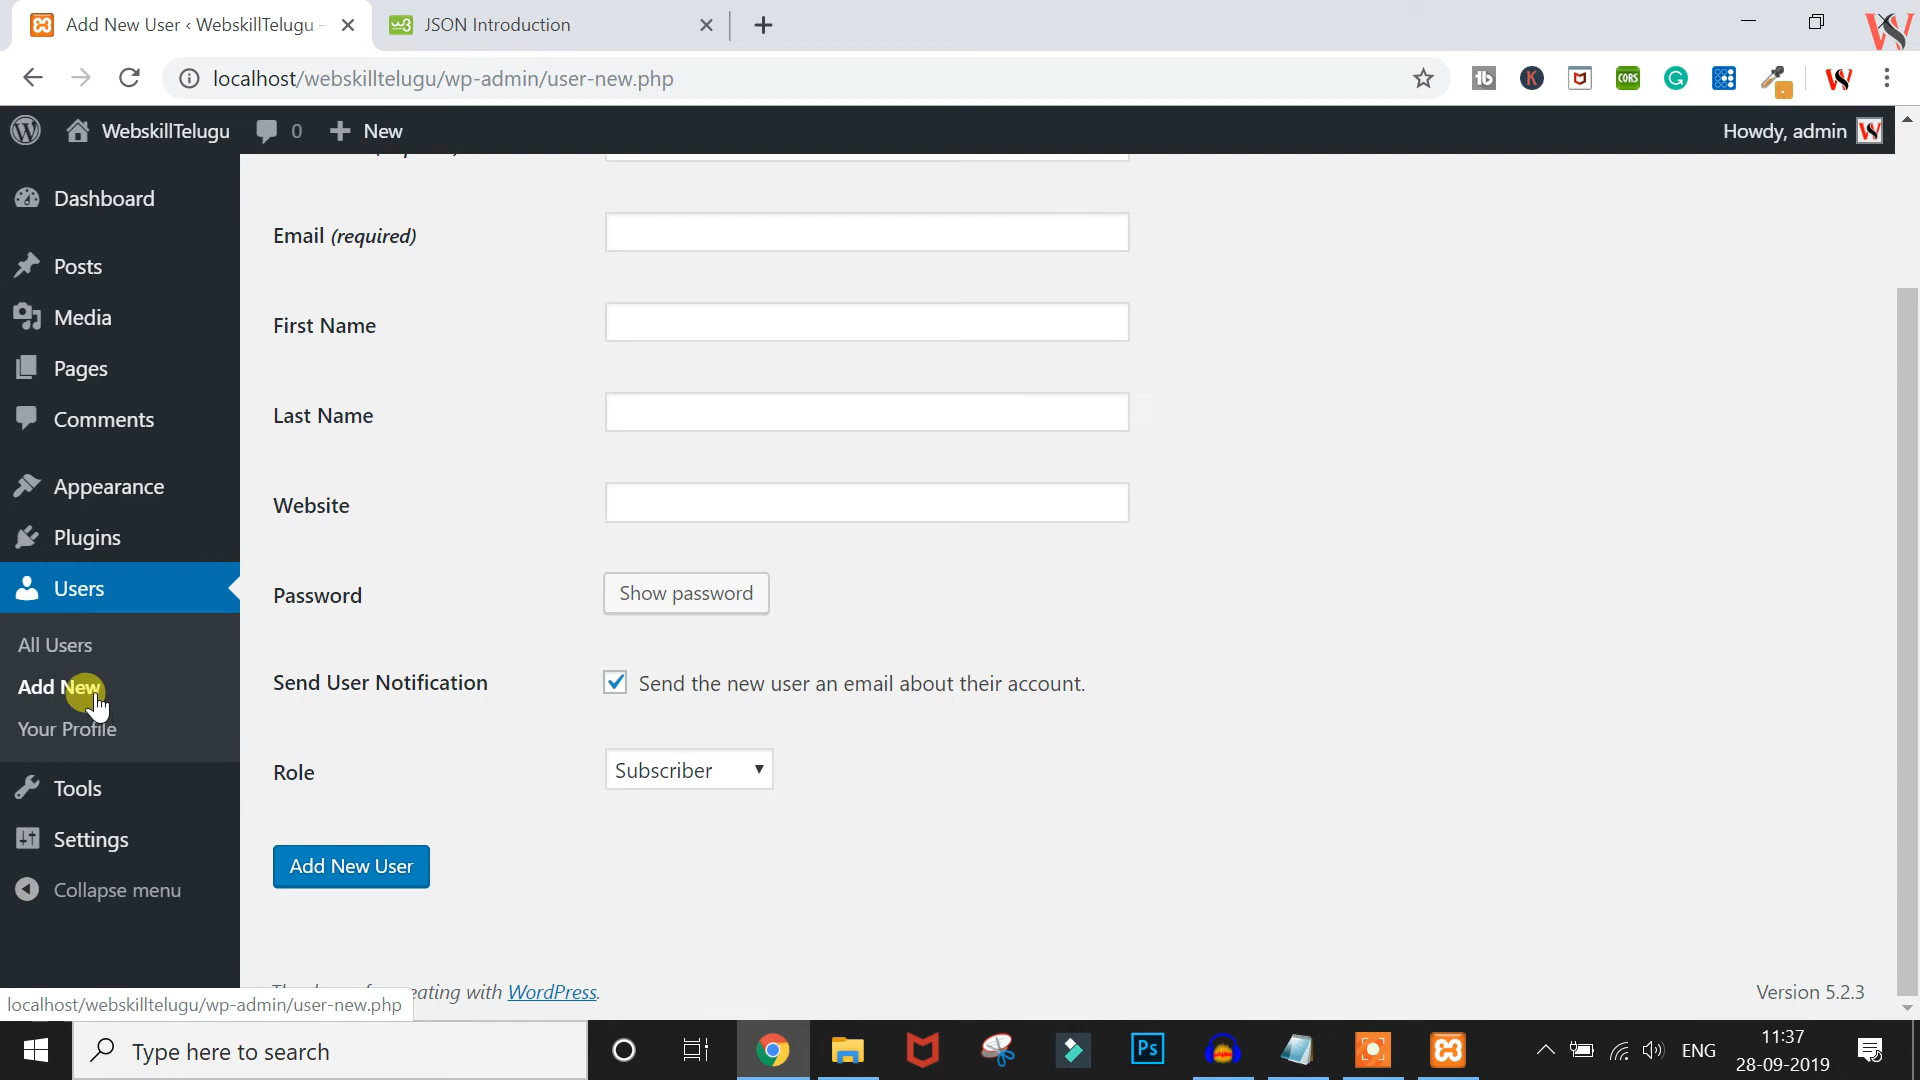 Add New User ‹ WebskillTelugu –
JSON Introduction
localhost/webskilltelugu/wp-admin/user-new.php
WebskillTelugu 0 New
Howdy, admin
Dashboard
Posts
Media
Pages
Comments
Appearance
Plugins
Users
All Users
Add New
Your Profile
Tools
Settings
Collapse menu
Email (required)
First Name
Last Name
Website
Password Show password
Send User Notification Send the new user an email about their account.
Role Subscriber
Add New User
with WordPress.
Version 5.2.3
localhost/webskilltelugu/wp-admin/user-new.php
Type here to search
Ps
ENG
11:37
28-09-2019